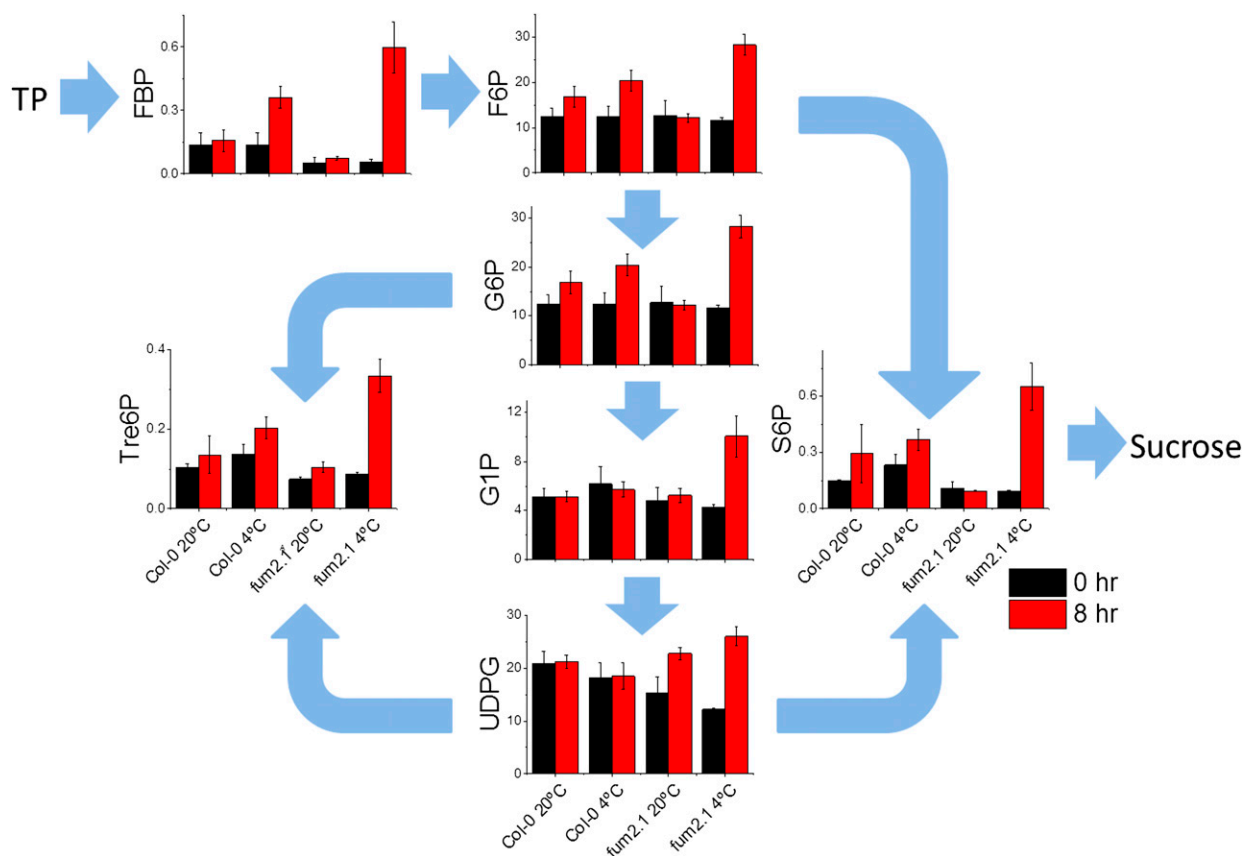 TP
FBP
0.6
0.3
0.0
F6P
30
20
10
0
G6P
30
20
10
0
Tre6P
0.4
0.2
0.0
Col-0 20ºC
Col-0 4ºC
fum2.1 20ºC
fum2.1 4ºC
G1P
12
8
4
0
S6P
0.6
0.3
0.0
Col-0 20ºC
Col-0 4ºC
fum2.1 20ºC
fum2.1 4ºC
Sucrose
0 hr
8 hr
UDPG
30
20
10
0
Col-0 20ºC
Col-0 4ºC
fum2.1 20ºC
fum2.1 4ºC